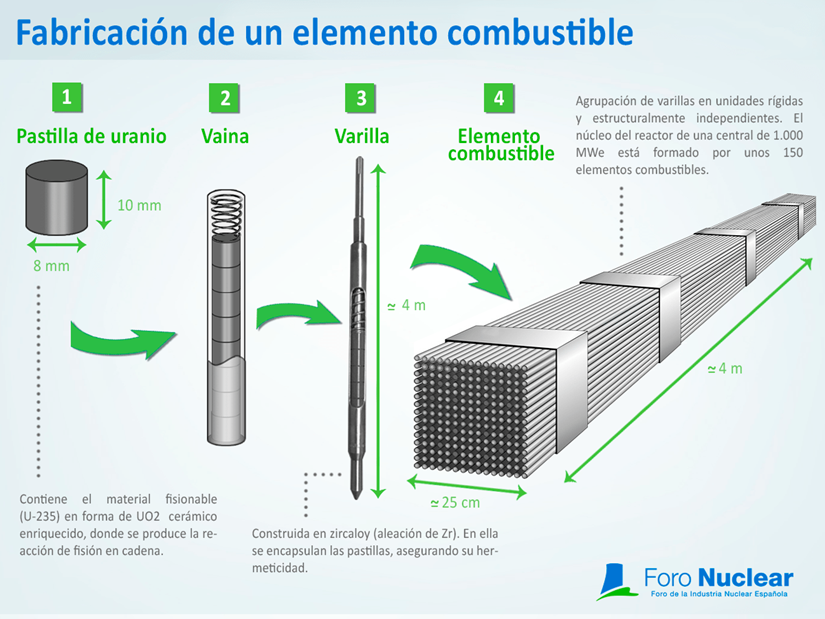 Fabricación de un elemento combustible
1
Pastilla de uranio
10 mm
8 mm
Contiene el material fisionable
(U-235) en forma de UO2 cerámico
enriquecido, donde se produce la re-
acción de fisión en cadena.
2
Vaina
3
Varilla
≃ 4 m
Construida en zircaloy (aleación de Zr). En ella
se encapsulan las pastillas, asegurando su her-
meticidad.
4
Elemento
combustible
Agrupación de varillas en unidades rígidas
y estructuralmente independientes. El
núcleo del reactor de una central de 1.000
MWe está formado por unos 150
elementos combustibles.
≃ 4 m
≃ 25 cm
Foro Nuclear
Foro de la Industria Nuclear Española